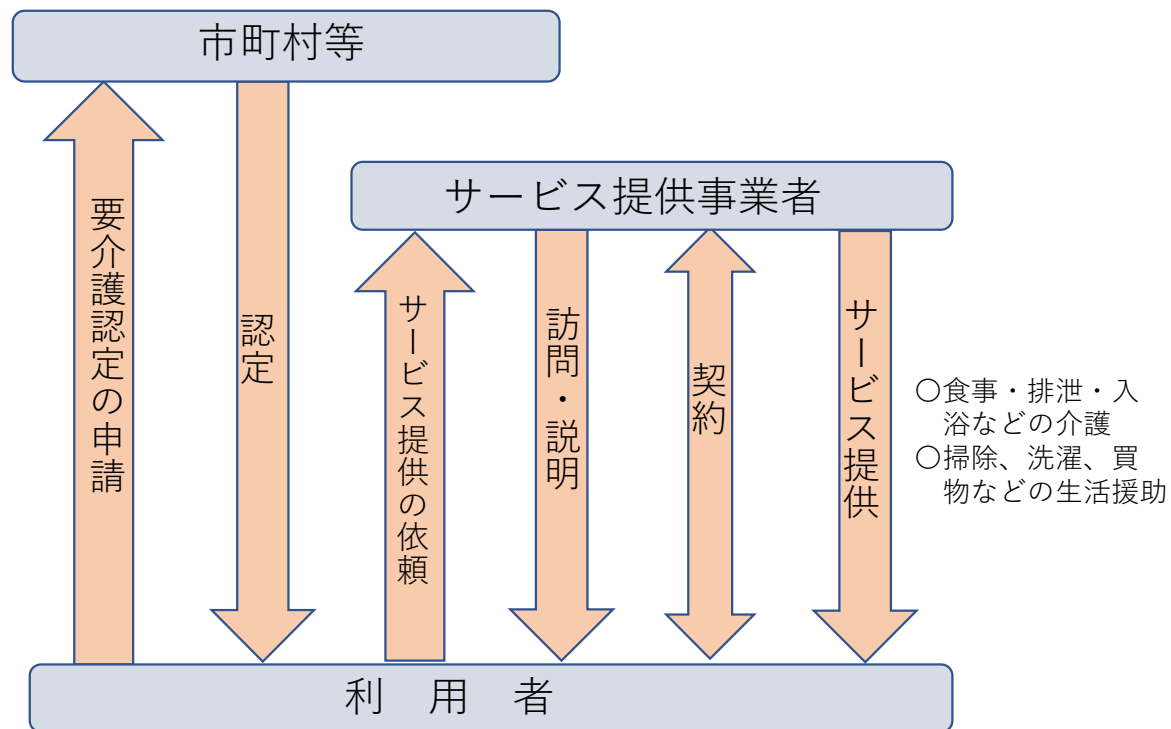 市町村等
サービス提供事業者
要介護認定の申請
認定
サービス提供の依頼
訪問・説明
契約
サービス提供
〇食事・排泄・入
浴などの介護
〇掃除、洗濯、買
物などの生活援助
利　用　者